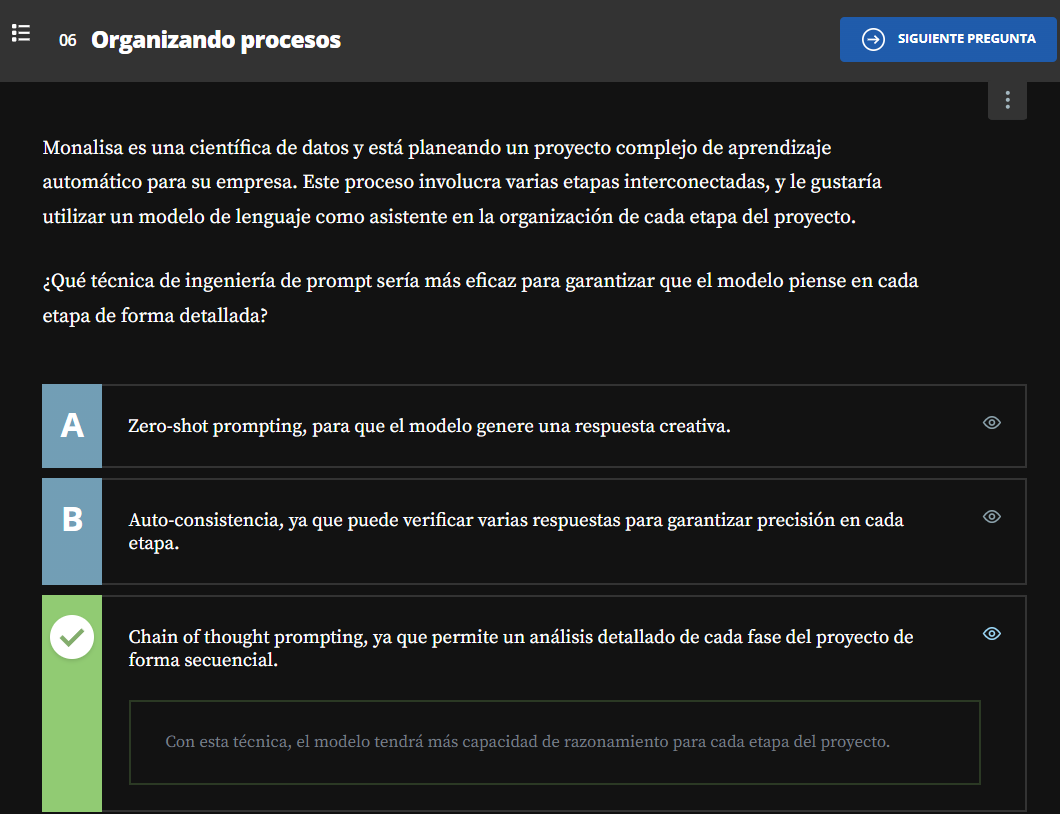 06 Organizando procesos
SIGUIENTE PREGUNTA
Monalisa es una científica de datos y está planeando un proyecto complejo de aprendizaje
automático para su empresa. Este proceso involucra varias etapas interconectadas, y le gustaría
utilizar un modelo de lenguaje como asistente en la organización de cada etapa del proyecto.
¿Qué técnica de ingeniería de prompt sería más eficaz para garantizar que el modelo piense en cada
etapa de forma detallada?
A
Zero-shot prompting, para que el modelo genere una respuesta creativa.
B
Auto-consistencia, ya que puede verificar varias respuestas para garantizar precisión en cada
etapa.
Chain of thought prompting, ya que permite un análisis detallado de cada fase del proyecto de
forma secuencial.
Con esta técnica, el modelo tendrá más capacidad de razonamiento para cada etapa del proyecto.